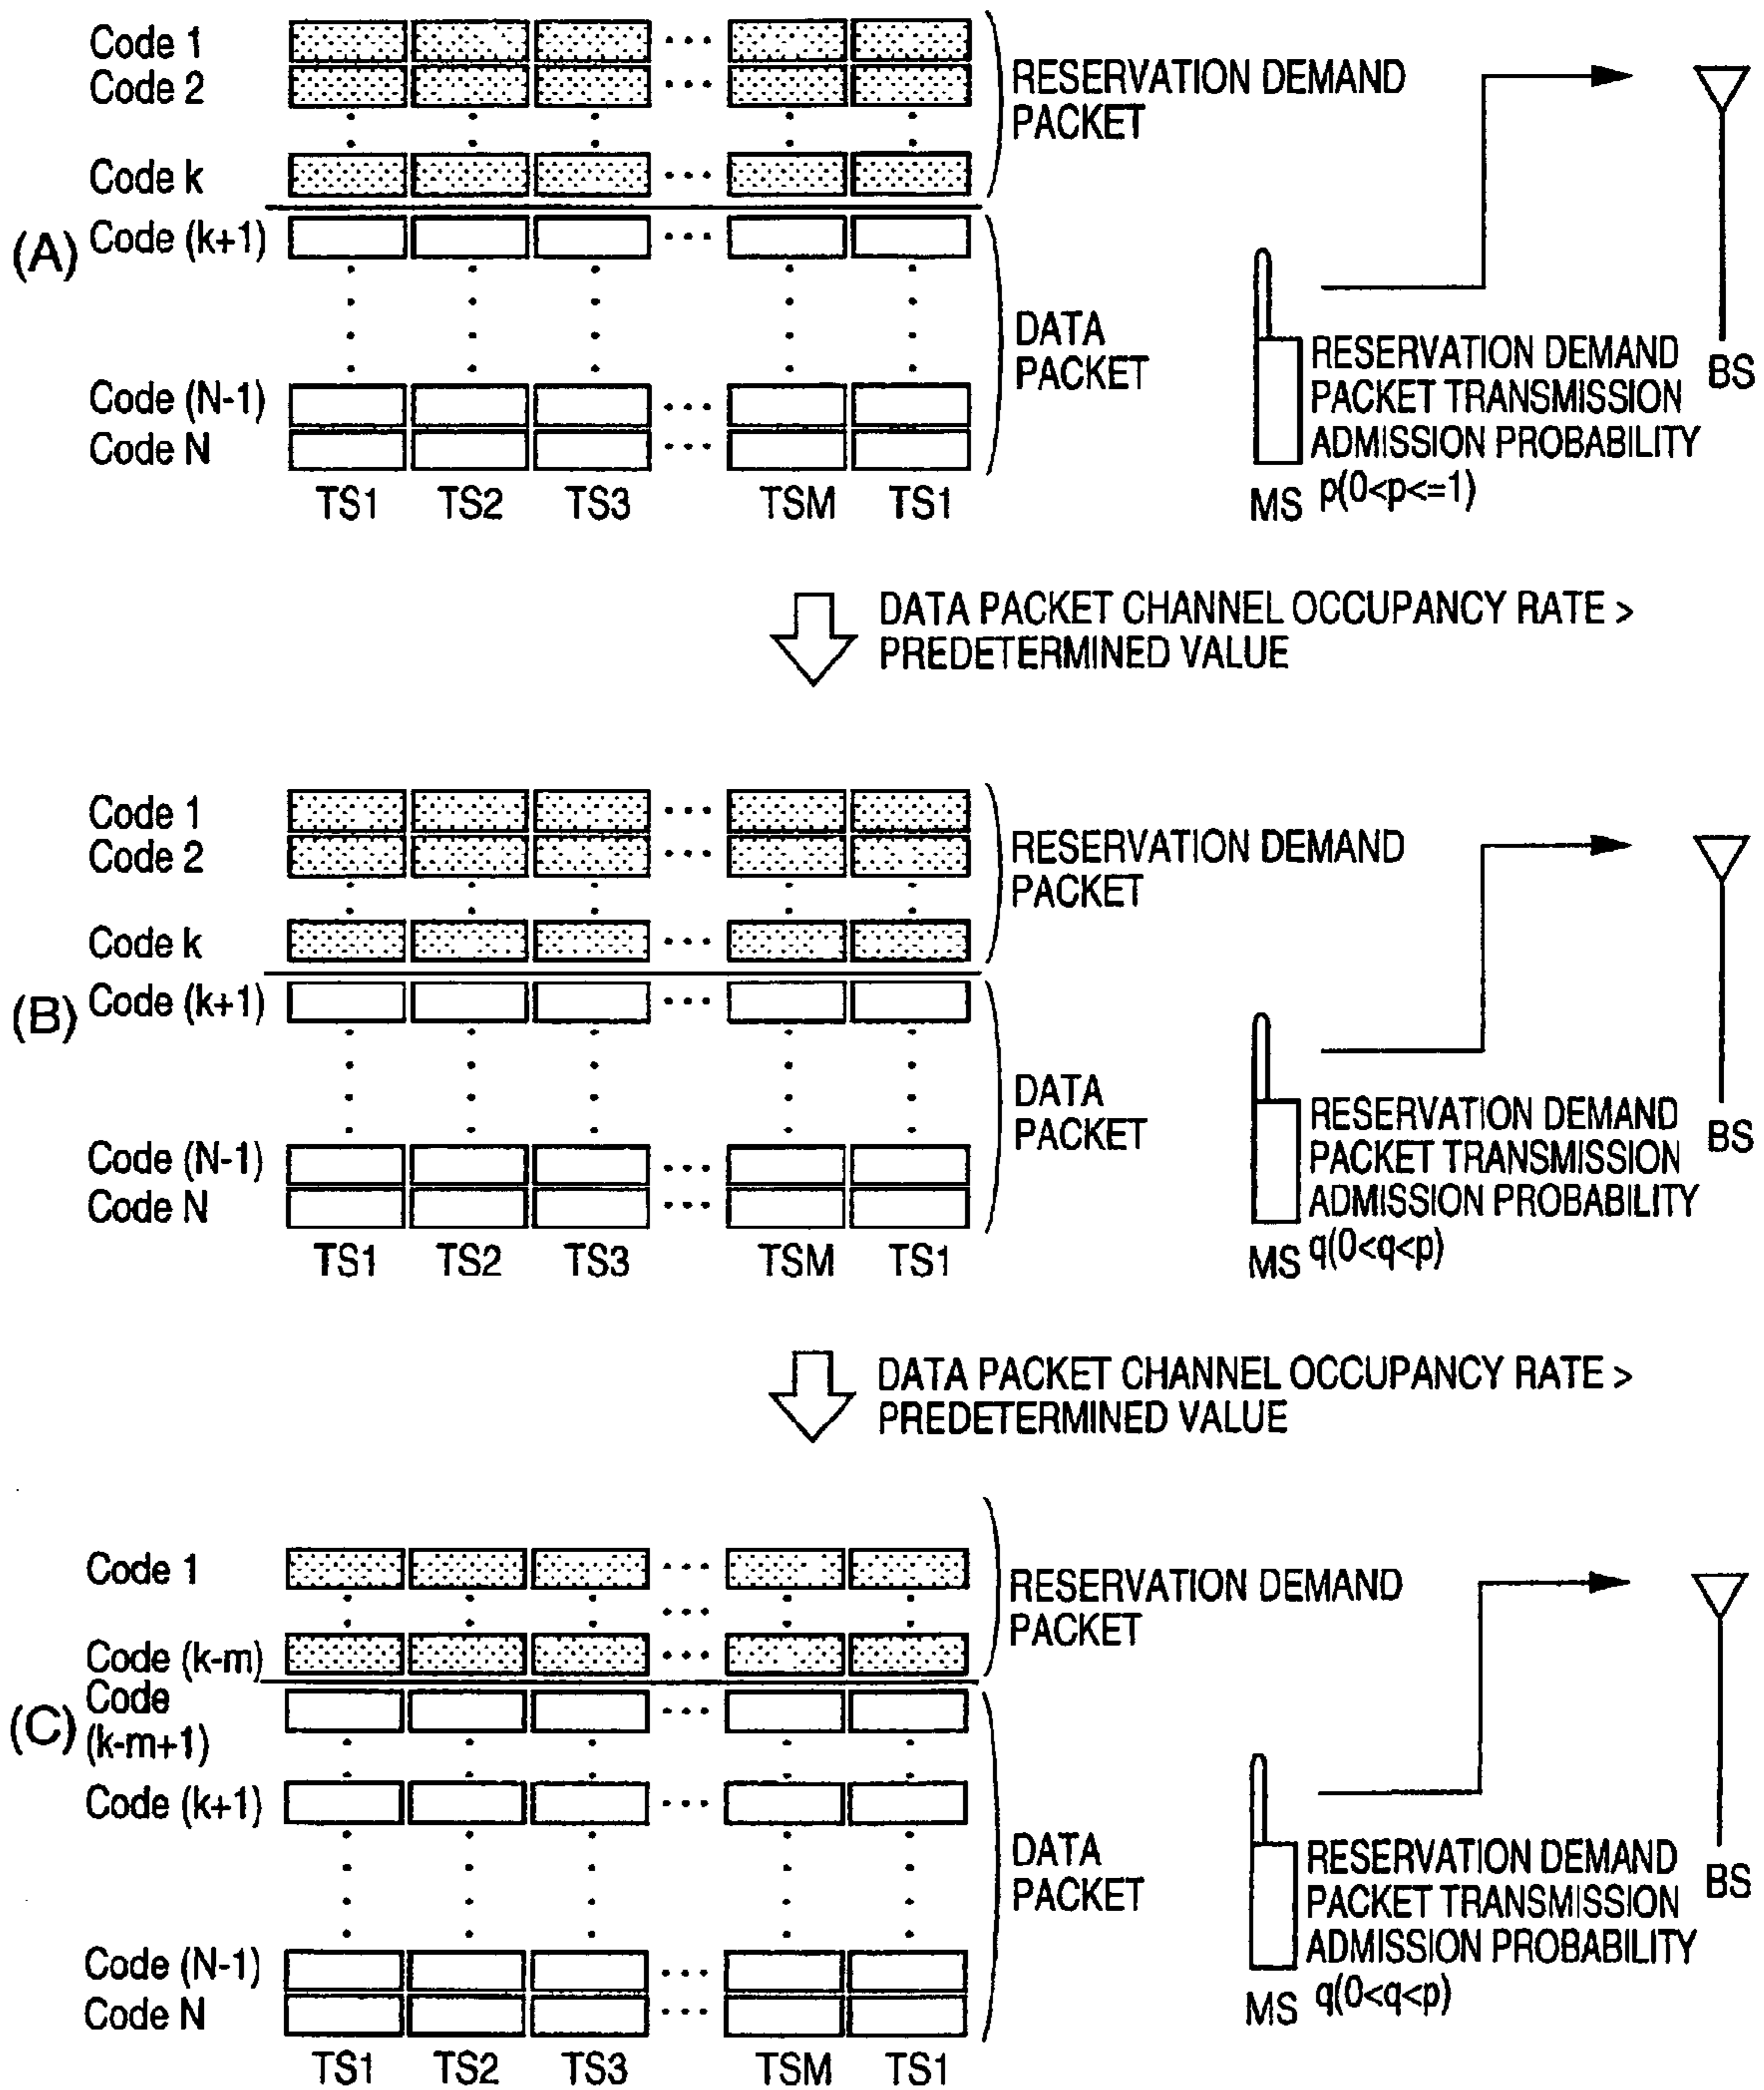 Code 1
Code 2
Code k
(A) Code (k+1)
Code (N-1)
Code N
TS1 TS2 TS3 TSM TS1
RESERVATION DEMAND
PACKET
DATA
PACKET
RESERVATION DEMAND
PACKET TRANSMISSION
ADMISSION PROBABILITY
p(0<p<=1)
MS
BS
DATA PACKET CHANNEL OCCUPANCY RATE >
PREDETERMINED VALUE
Code 1
Code 2
Code k
(B) Code (k+1)
Code (N-1)
Code N
TS1 TS2 TS3 TSM TS1
RESERVATION DEMAND
PACKET
DATA
PACKET
RESERVATION DEMAND
PACKET TRANSMISSION
ADMISSION PROBABILITY
q(0<q<p)
MS
BS
DATA PACKET CHANNEL OCCUPANCY RATE >
PREDETERMINED VALUE
Code 1
Code (k-m)
Code
(C) (k-m+1)
Code (k+1)
Code (N-1)
Code N
TS1 TS2 TS3 TSM TS1
RESERVATION DEMAND
PACKET
DATA
PACKET
RESERVATION DEMAND
PACKET TRANSMISSION
ADMISSION PROBABILITY
q(0<q<p)
MS
BS